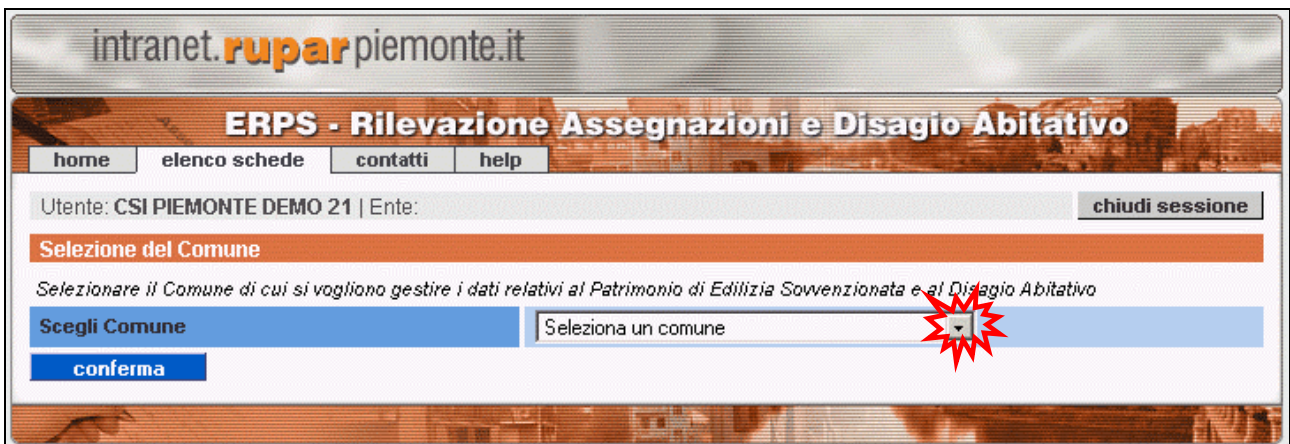 intranet.ruparpiemonte.it
ERPS - Rilevazione Assegnazioni e Disagio Abitativo
home elenco schede contatti help
Utente: CSI PIEMONTE DEMO 21 | Ente: chiudi sessione
Selezione del Comune
Selezionare il Comune di cui si vogliono gestire i dati relativi al Patrimonio di Edilizia Sovvenzionata e al Disagio Abitativo
Scegli Comune Seleziona un comune
conferma